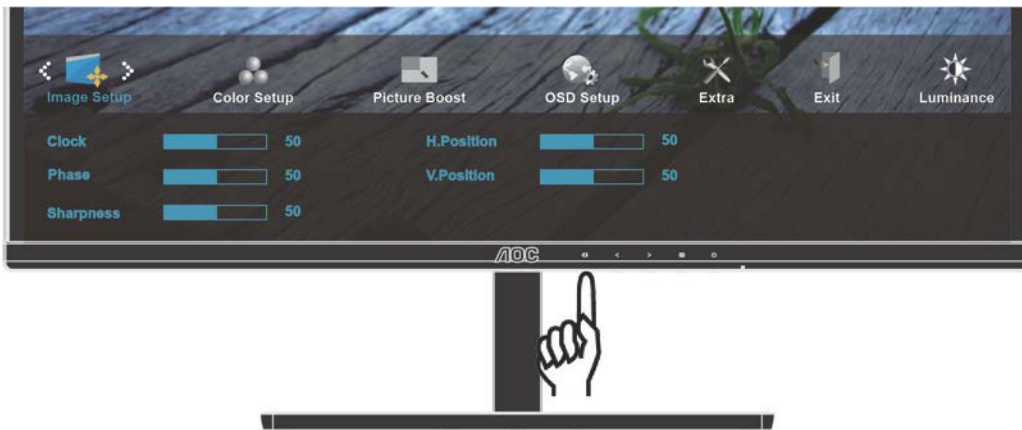 Image Setup
Color Setup
Picture Boost
OSD Setup
Extra
Exit
Luminance
Clock 50 H.Position 50
Phase 50 V.Position 50
Sharpness 50
AOC